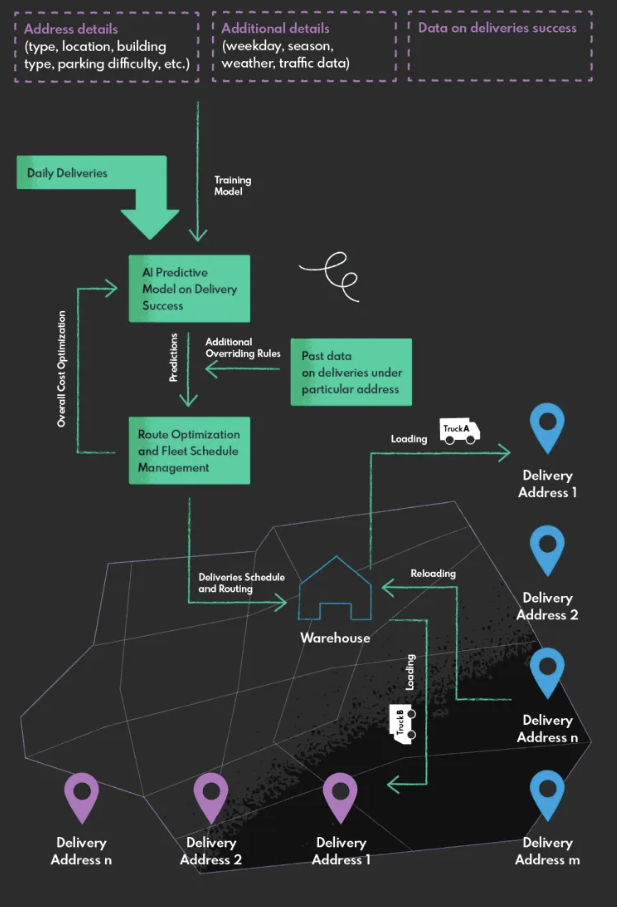 Address details
(type, location, building
type, parking difficulty, etc.)
Additional details
(weekday, season,
weather, traffic data)
Data on deliveries success
Daily Deliveries
Training
Model
AI Predictive
Model on Delivery
Success
Overall Cost Optimization
Predictions
Additional
Overriding Rules
Past data
on deliveries under
particular address
Route Optimization
and Fleet Schedule
Management
Loading
TruckA
Delivery
Address 1
Deliveries Schedule
and Routing
Warehouse
Reloading
Delivery
Address 2
Loading
TruckB
Delivery
Address n
Delivery
Address n
Delivery
Address 2
Delivery
Address 1
Delivery
Address m